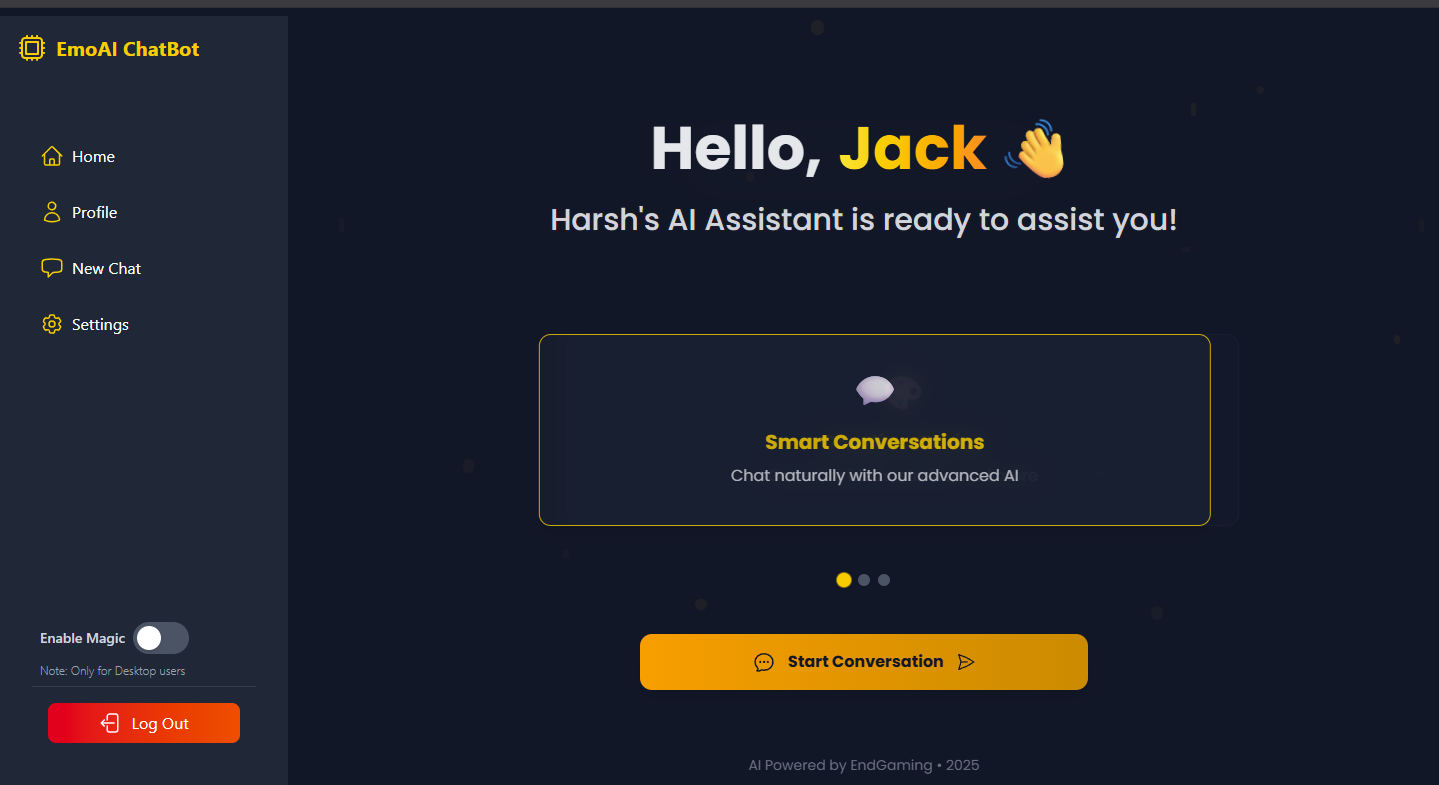 EmoAI ChatBot
Home
Profile
New Chat
Settings
Enable Magic
Note: Only for Desktop users
Log Out
Hello, Jack 👋
Harsh's AI Assistant is ready to assist you!
Smart Conversations
Chat naturally with our advanced AI
Start Conversation
AI Powered by EndGaming • 2025